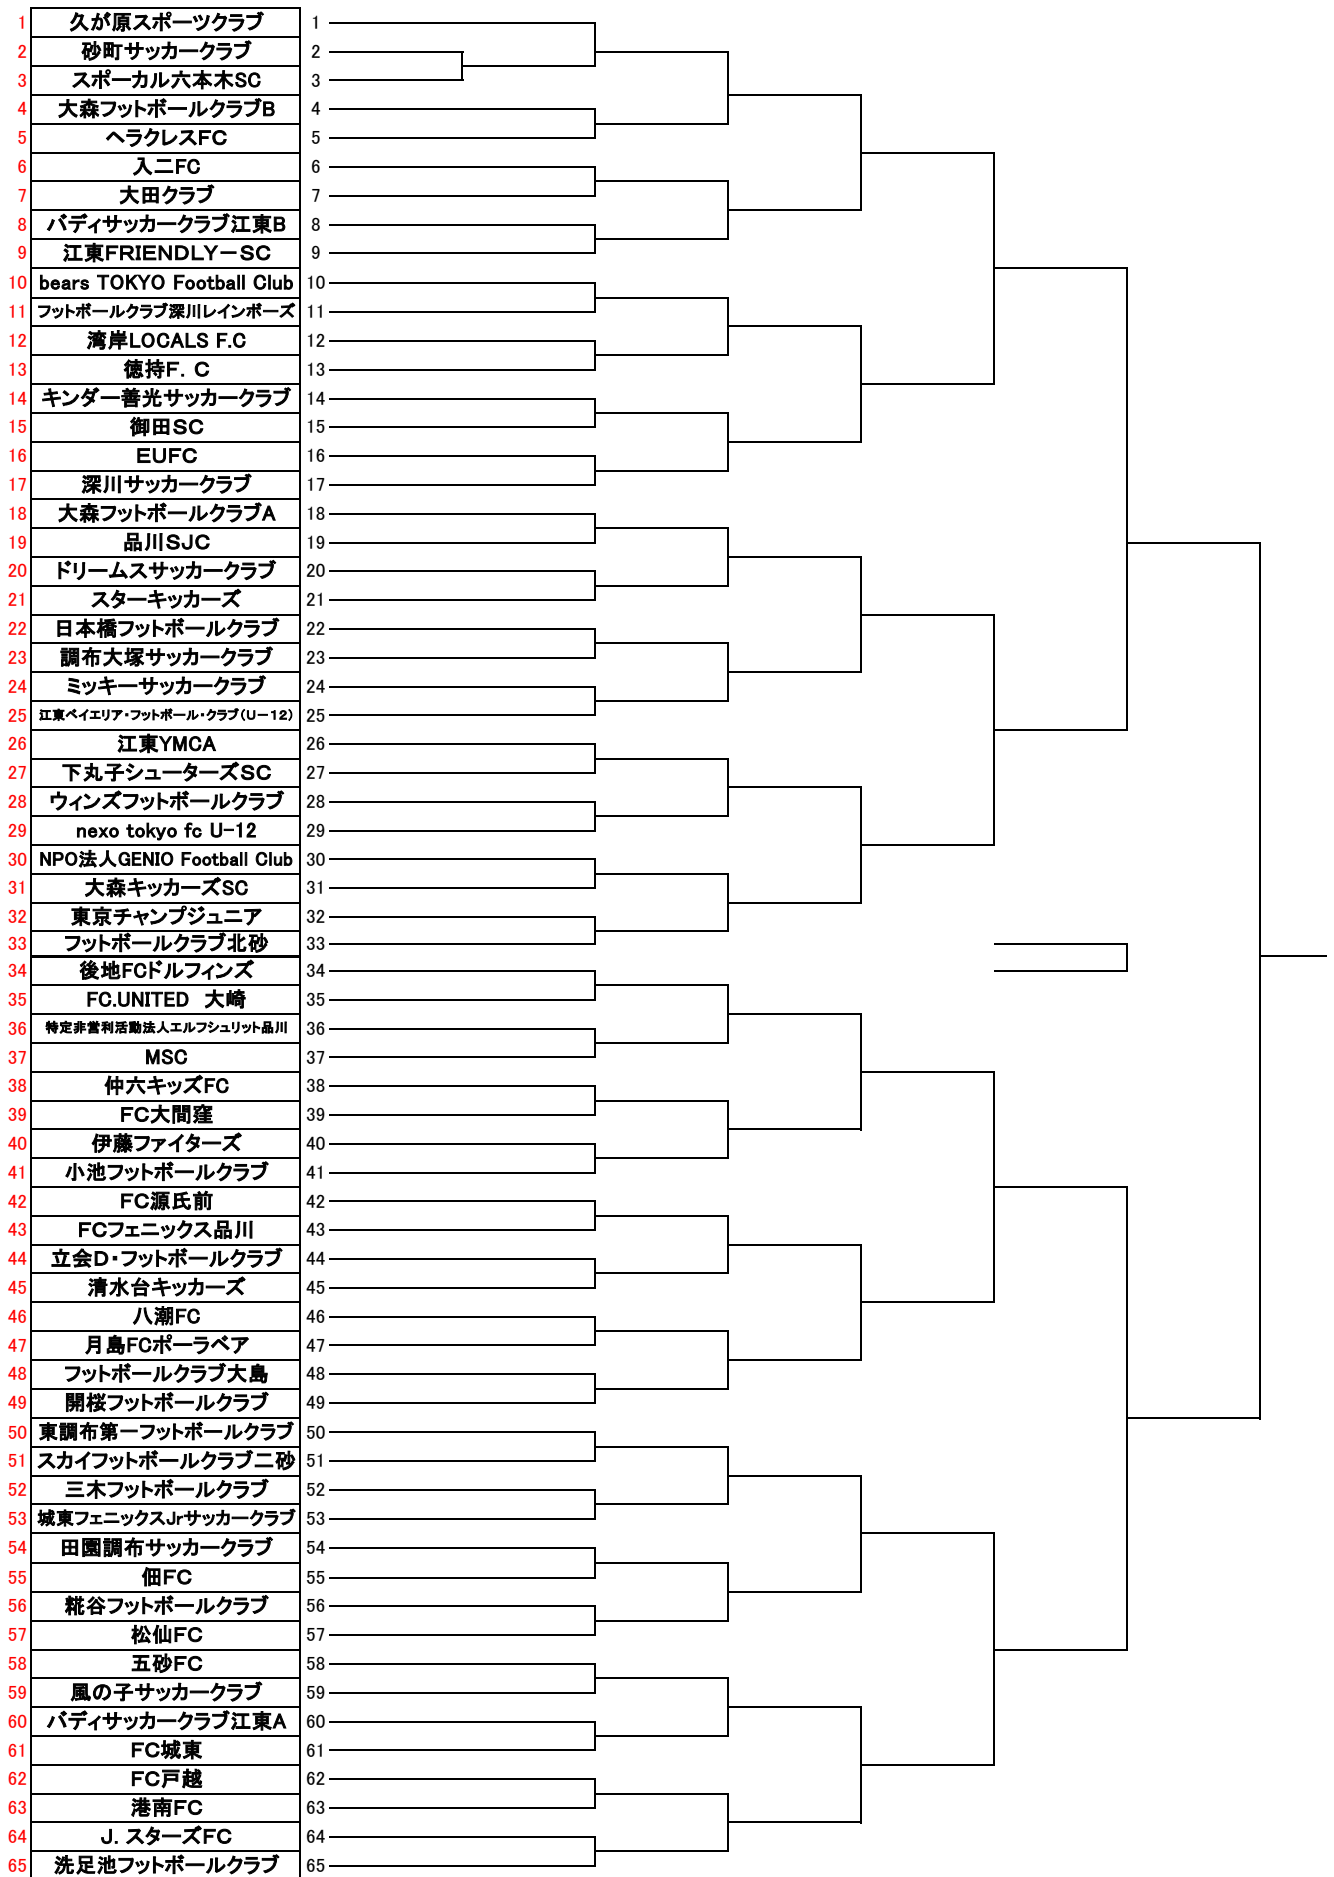 1 久が原スポーツクラブ 1
2 砂町サッカークラブ 2
3 スポーカル六本木SC 3
4 大森フットボールクラブB 4
5 ヘラクレスFC 5
6 入二FC 6
7 大田クラブ 7
8 バディサッカークラブ江東B 8
9 江東FRIENDLY－SC 9
10 bears TOKYO Football Club 10
11 フットボールクラブ深川レインボーズ 11
12 湾岸LOCALS F.C 12
13 徳持F．C 13
14 キンダー善光サッカークラブ 14
15 御田SC 15
16 EUFC 16
17 深川サッカークラブ 17
18 大森フットボールクラブA 18
19 品川SJC 19
20 ドリームスサッカークラブ 20
21 スターキッカーズ 21
22 日本橋フットボールクラブ 22
23 調布大塚サッカークラブ 23
24 ミッキーサッカークラブ 24
25 江東ベイエリア・フットボール・クラブ（U－12） 25
26 江東YMCA 26
27 下丸子シューターズSC 27
28 ウィンズフットボールクラブ 28
29 nexo tokyo fc U-12 29
30 NPO法人GENIO Football Club 30
31 大森キッカーズSC 31
32 東京チャンプジュニア 32
33 フットボールクラブ北砂 33
34 後地FCドルフィンズ 34
35 FC.UNITED　大崎 35
36 特定非営利活動法人エルフシュリット品川 36
37 MSC 37
38 仲六キッズFC 38
39 FC大間窪 39
40 伊藤ファイターズ 40
41 小池フットボールクラブ 41
42 FC源氏前 42
43 FCフェニックス品川 43
44 立会D・フットボールクラブ 44
45 清水台キッカーズ 45
46 八潮FC 46
47 月島FCポーラベア 47
48 フットボールクラブ大島 48
49 開桜フットボールクラブ 49
50 東調布第一フットボールクラブ 50
51 スカイフットボールクラブ二砂 51
52 三木フットボールクラブ 52
53 城東フェニックスJrサッカークラブ 53
54 田園調布サッカークラブ 54
55 佃FC 55
56 糀谷フットボールクラブ 56
57 松仙FC 57
58 五砂FC 58
59 風の子サッカークラブ 59
60 バディサッカークラブ江東A 60
61 FC城東 61
62 FC戸越 62
63 港南FC 63
64 J．スターズFC 64
65 洗足池フットボールクラブ 65